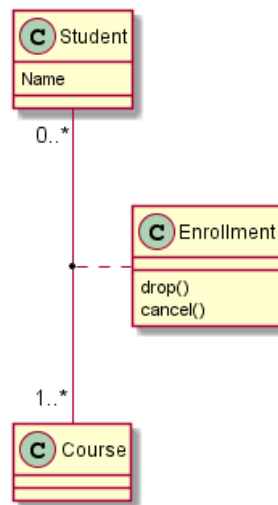 C Student
Name
0..*
C Enrollment
drop()
cancel()
1..*
C Course